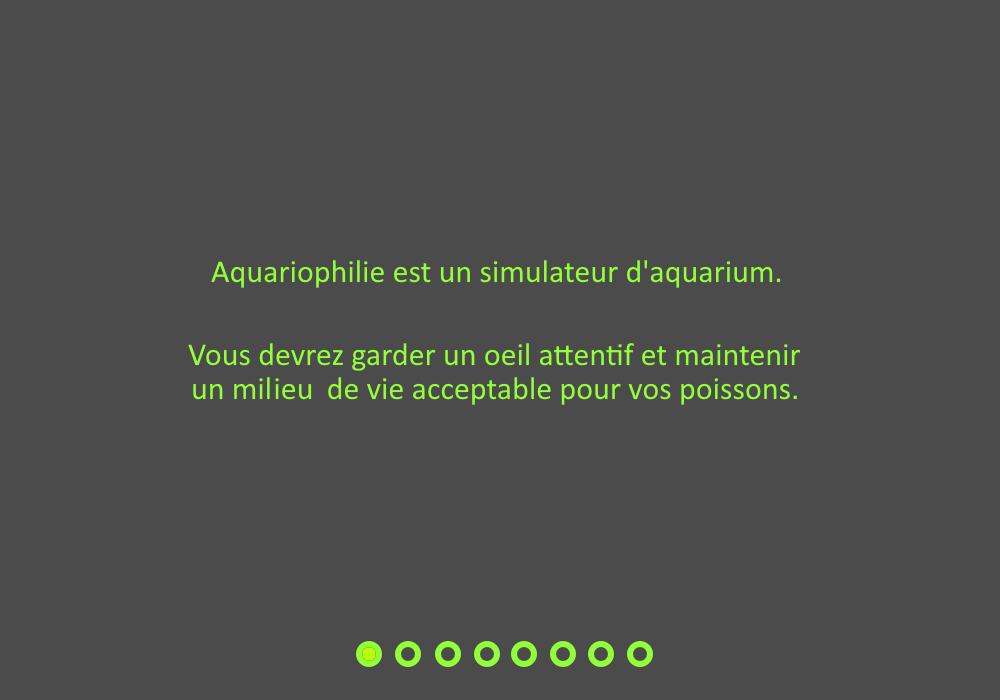 Aquariophilie est un simulateur d'aquarium.
Vous devrez garder un oeil attentif et maintenir
un milieu  de vie acceptable pour vos poissons.